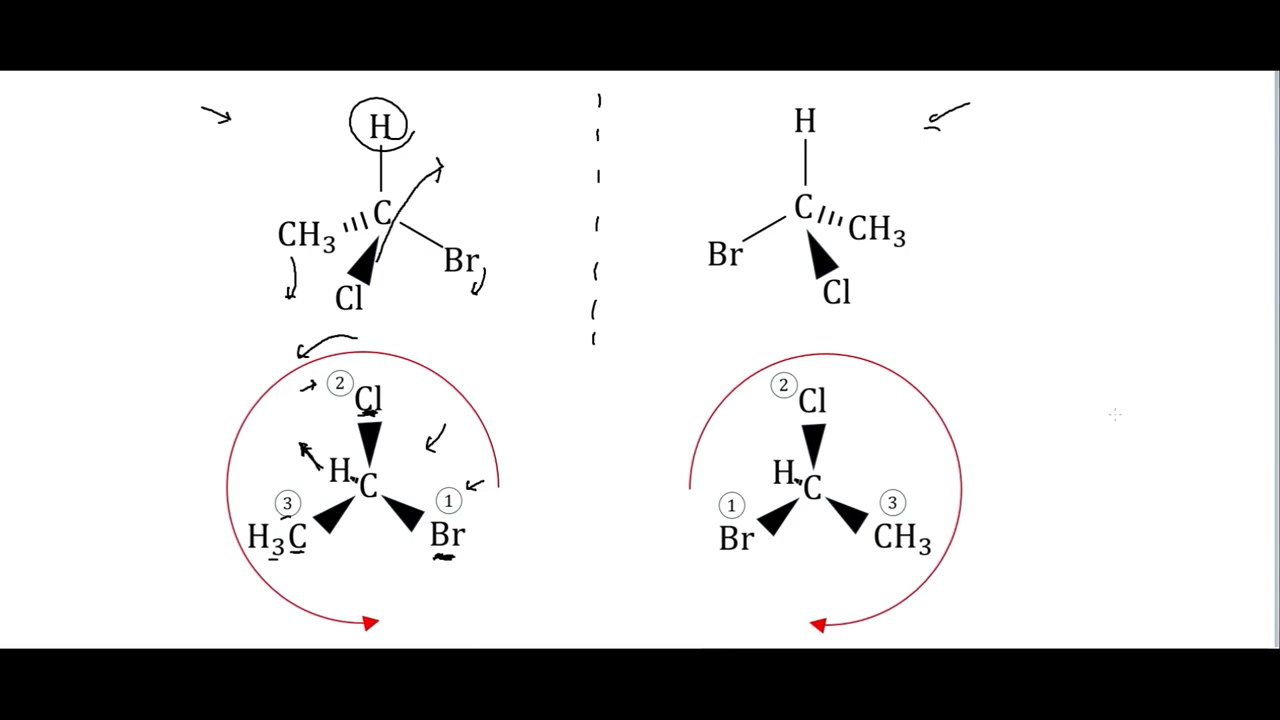 H
C
CH₃
Br
Cl
H
C
CH₃
Br
Cl
② Cl
H C
③ ①
H₃C Br
② Cl
H C
① ③
Br CH₃